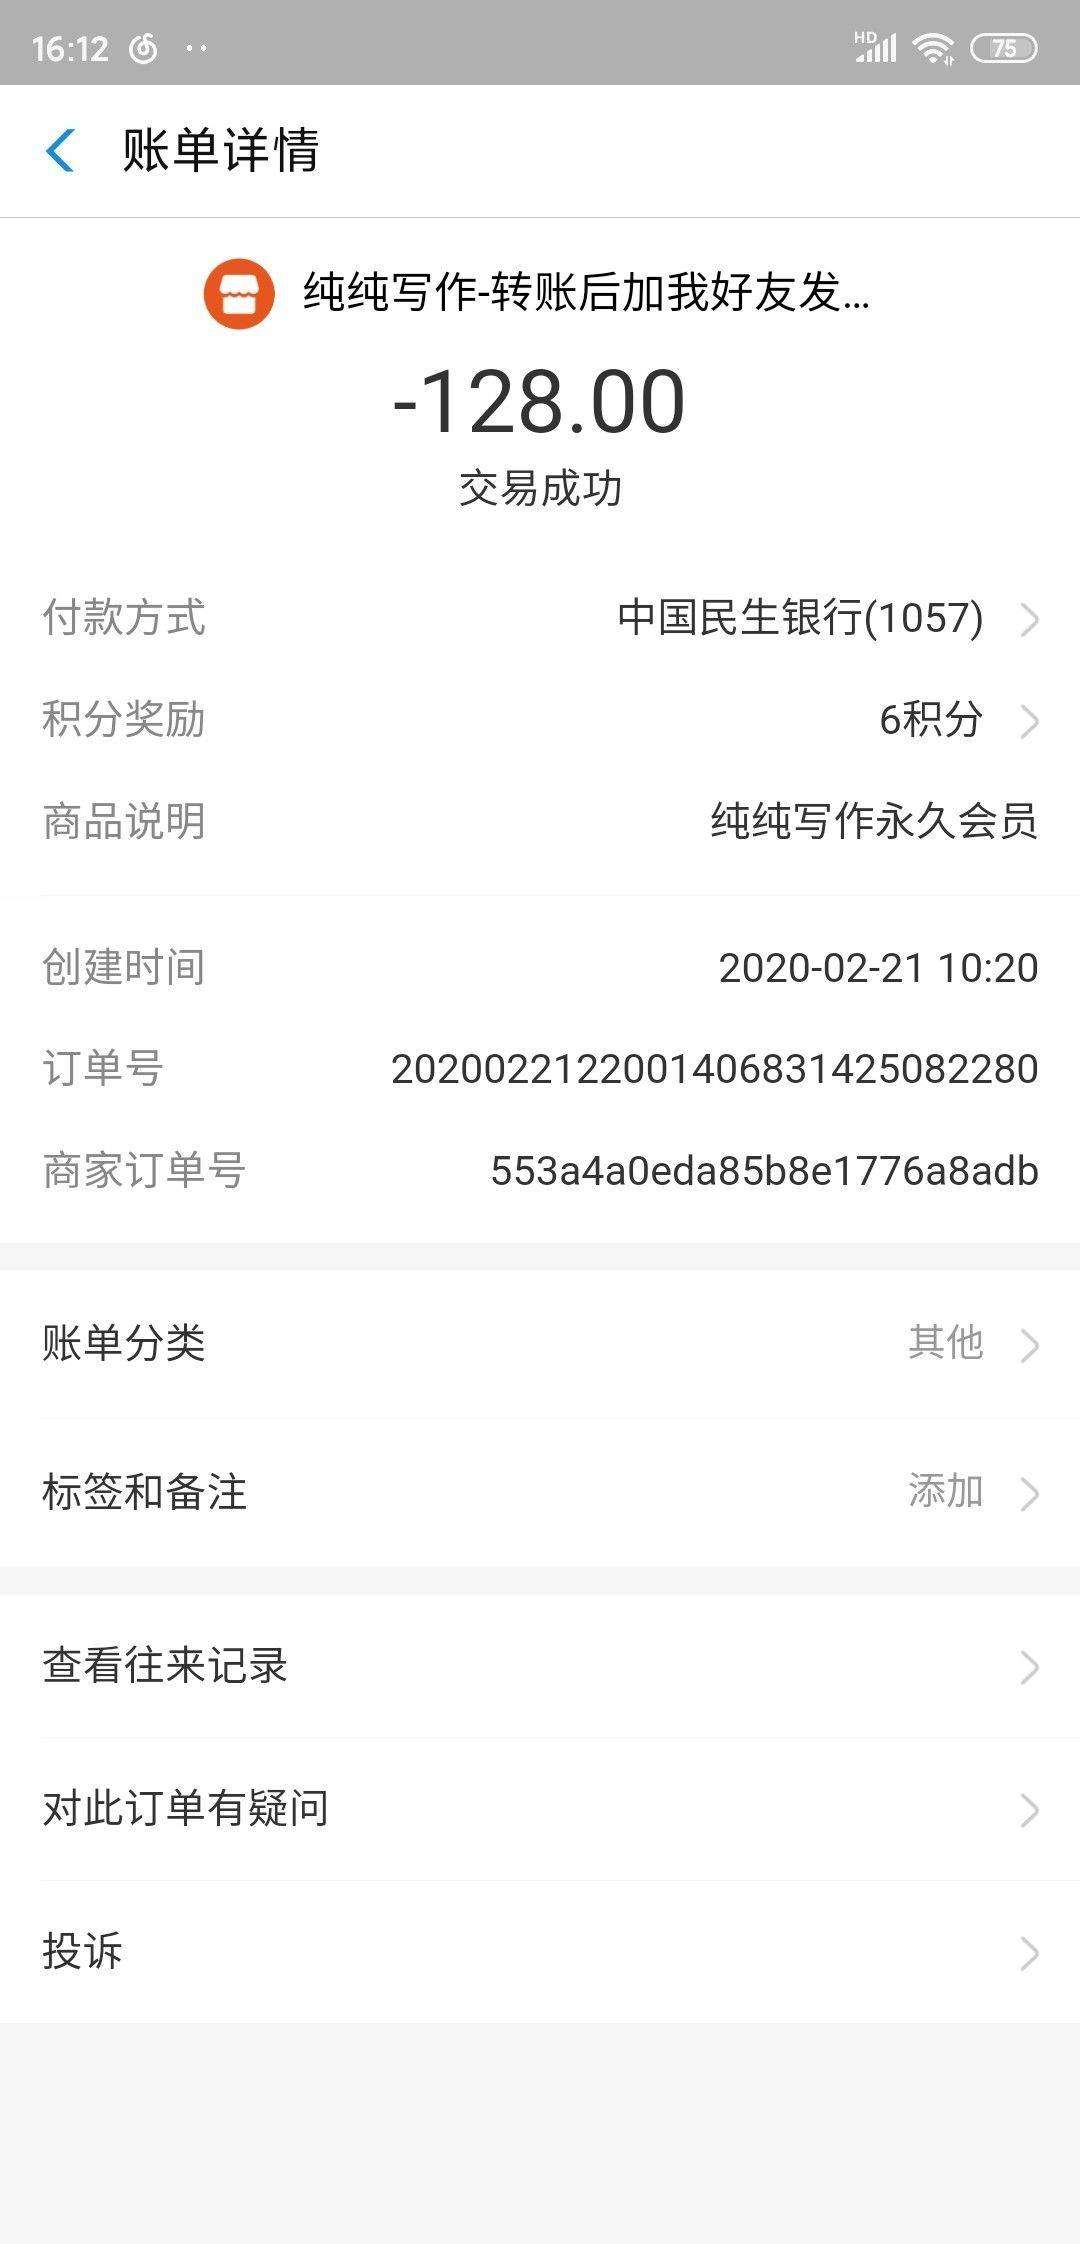 16:12 HD 75
账单详情
纯纯写作-转账后加我好友发...
-128.00
交易成功
付款方式 中国民生银行(1057)
积分奖励 6积分
商品说明 纯纯写作永久会员
创建时间 2020-02-21 10:20
订单号 2020022122001406831425082280
商家订单号 553a4a0eda85b8e1776a8adb
账单分类 其他
标签和备注 添加
查看往来记录
对此订单有疑问
投诉